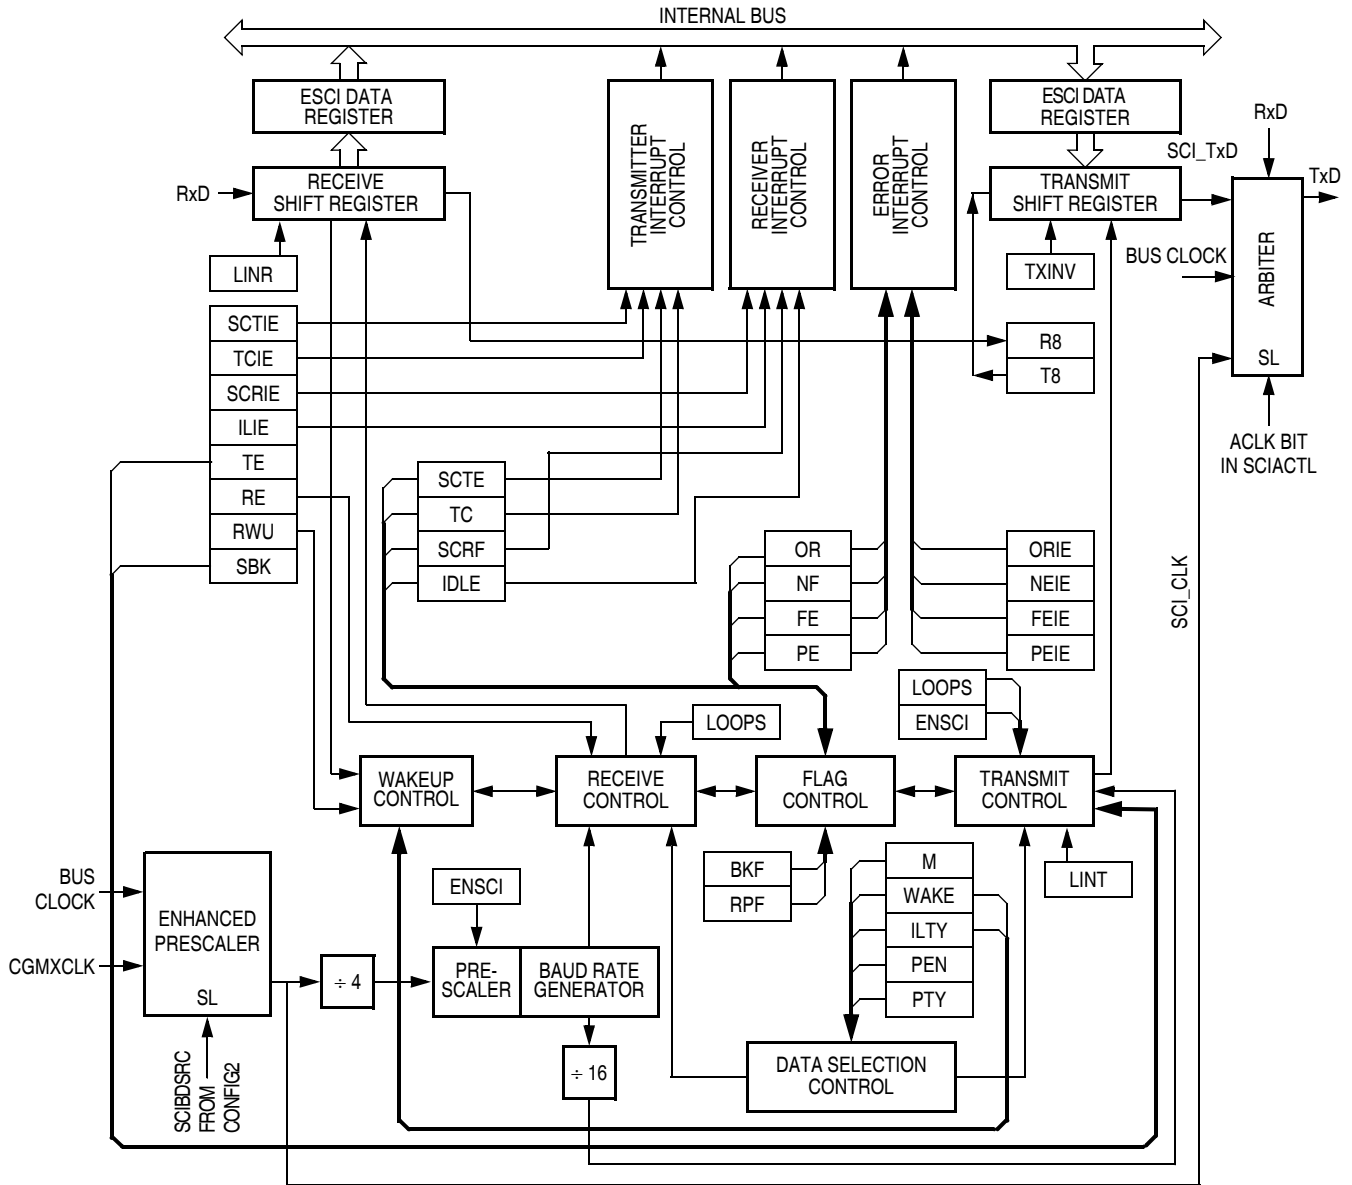 INTERNAL BUS
ESCI DATA
REGISTER
RxD
RECEIVE
SHIFT REGISTER
LINR
TRANSMITTER
INTERRUPT
CONTROL
RECEIVER
INTERRUPT
CONTROL
ERROR
INTERRUPT
CONTROL
ESCI DATA
REGISTER
TRANSMIT
SHIFT REGISTER
TXINV
SCI_TxD
RxD
TxD
BUS CLOCK
ARBITER
SL
ACLK BIT
IN SCIACTL
R8
T8
SCTIE
TCIE
SCRIE
ILIE
TE
RE
RWU
SBK
SCTE
TC
SCRF
IDLE
OR
NF
FE
PE
ORIE
NEIE
FEIE
PEIE
SCI_CLK
LOOPS
LOOPS
ENSCI
WAKEUP
CONTROL
RECEIVE
CONTROL
FLAG
CONTROL
TRANSMIT
CONTROL
BKF
RPF
M
WAKE
ILTY
PEN
PTY
LINT
BUS
CLOCK
CGMXCLK
ENHANCED
PRESCALER
SL
÷ 4
ENSCI
PRE-
SCALER
BAUD RATE
GENERATOR
÷ 16
DATA SELECTION
CONTROL
SCIBDSRC
FROM
CONFIG2